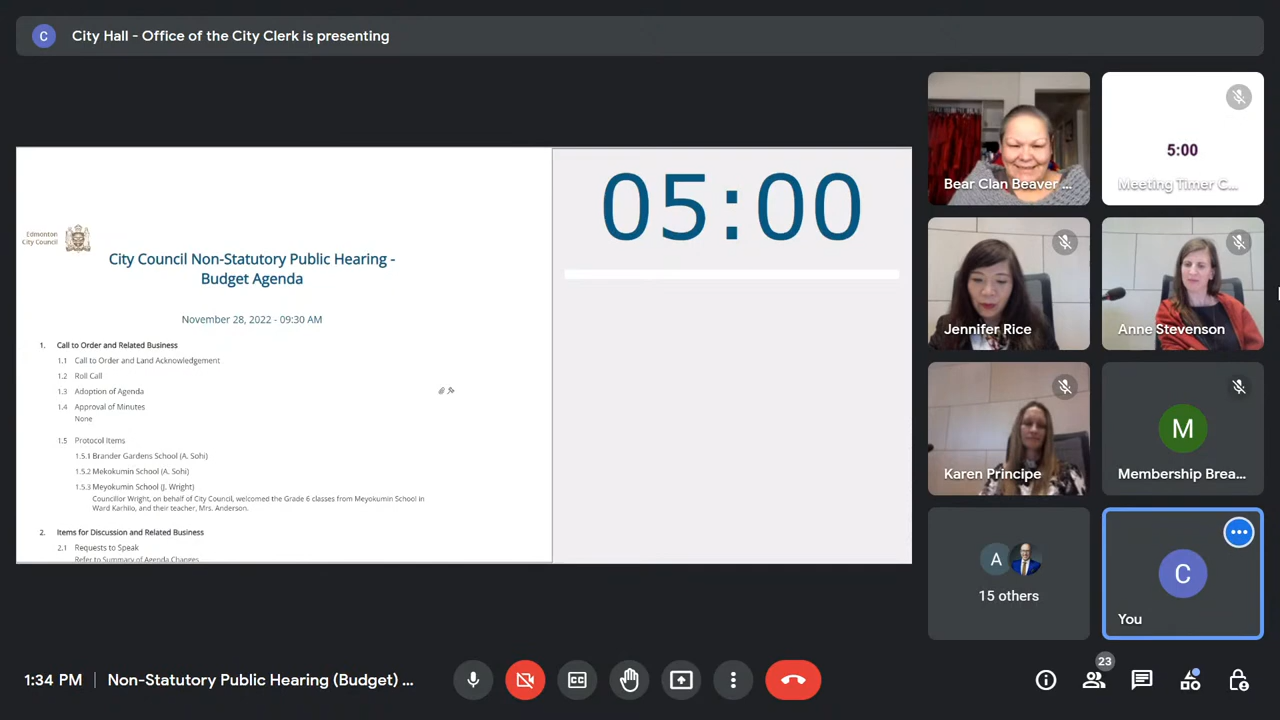 C City Hall - Office of the City Clerk is presenting
Edmonton
City Council
City Council Non-Statutory Public Hearing -
Budget Agenda
November 28, 2022 - 09:30 AM
1. Call to Order and Related Business
1.1 Call to Order and Land Acknowledgement
1.2 Roll Call
1.3 Adoption of Agenda
1.4 Approval of Minutes
None
1.5 Protocol Items
1.5.1 Brander Gardens School (A. Sohi)
1.5.2 Mekokumin School (A. Sohi)
1.5.3 Meyokumin School (J. Wright)
Councillor Wright, on behalf of City Council, welcomed the Grade 6 classes from Meyokumin School in
Ward Karhiio, and their teacher, Mrs. Anderson.
2. Items for Discussion and Related Business
2.1 Requests to Speak
Refer to Summary of Agenda Changes
05:00
Bear Clan Beaver ...
5:00
Meeting Timer C...
Jennifer Rice
Anne Stevenson
Karen Principe
M
Membership Brea...
A
15 others
C
You
1:34 PM | Non-Statutory Public Hearing (Budget) ...
CC
23